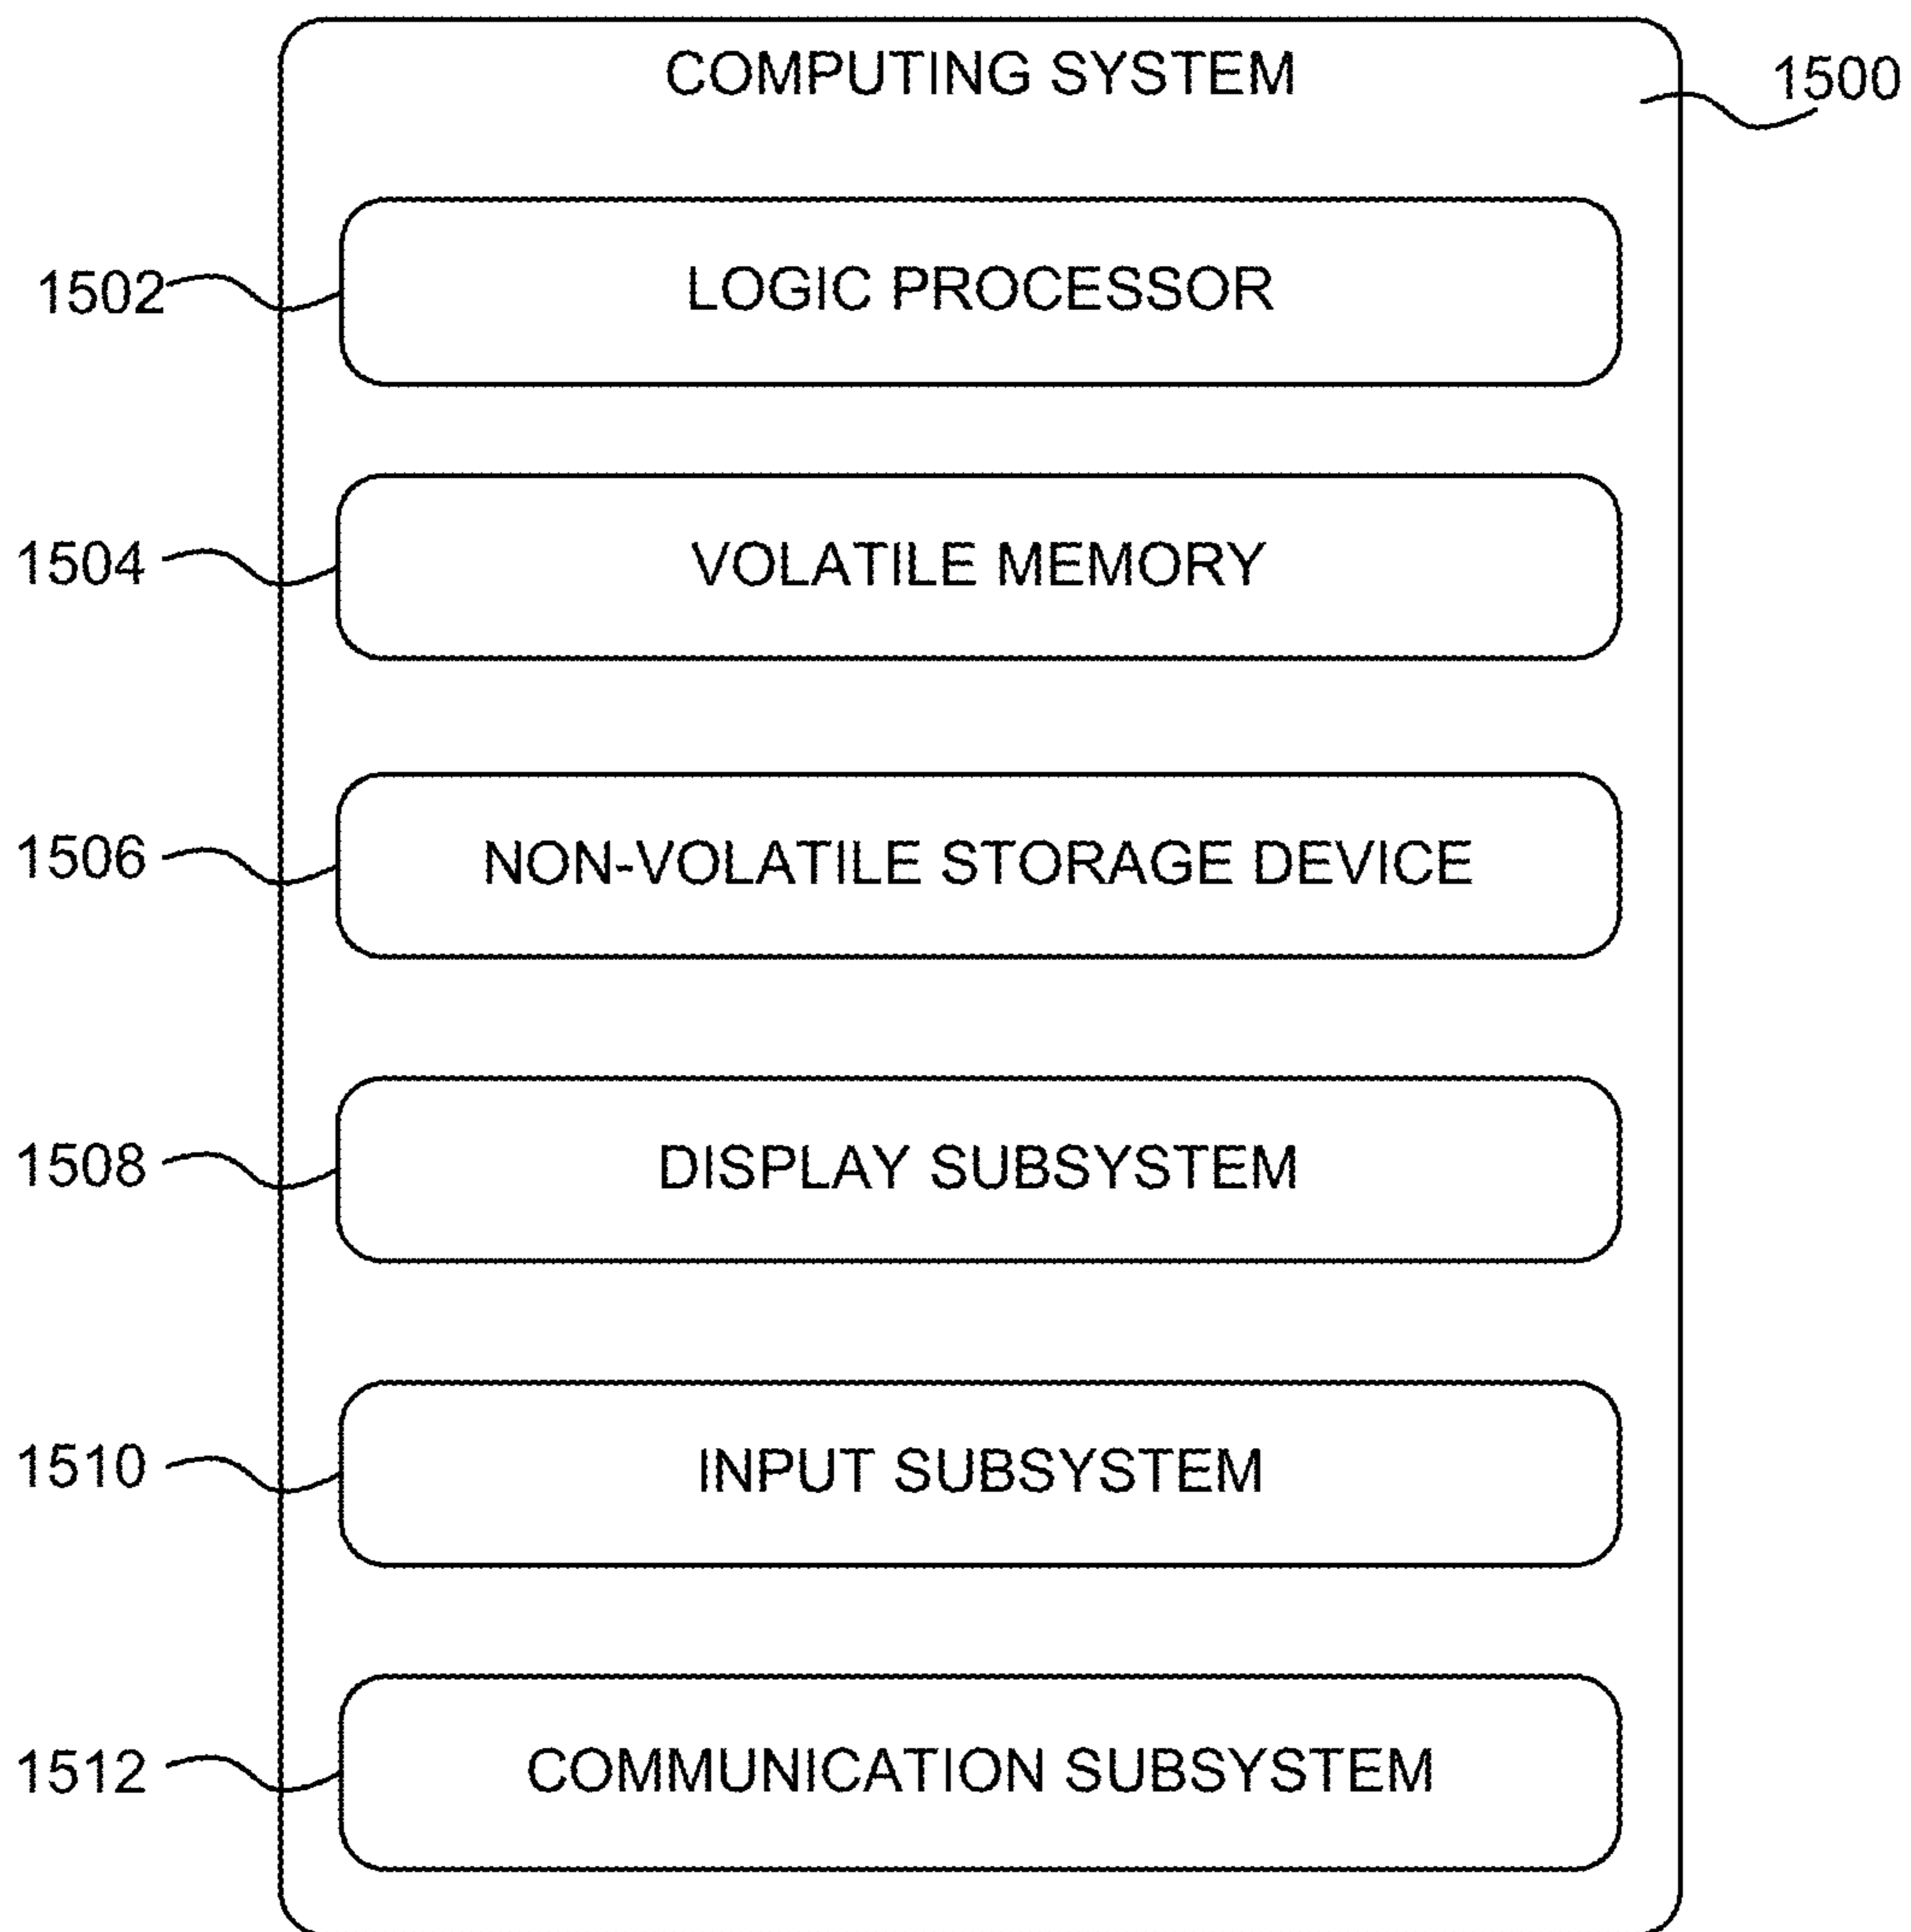 COMPUTING SYSTEM
1500
1502
LOGIC PROCESSOR
1504
VOLATILE MEMORY
1506
NON-VOLATILE STORAGE DEVICE
1508
DISPLAY SUBSYSTEM
1510
INPUT SUBSYSTEM
1512
COMMUNICATION SUBSYSTEM